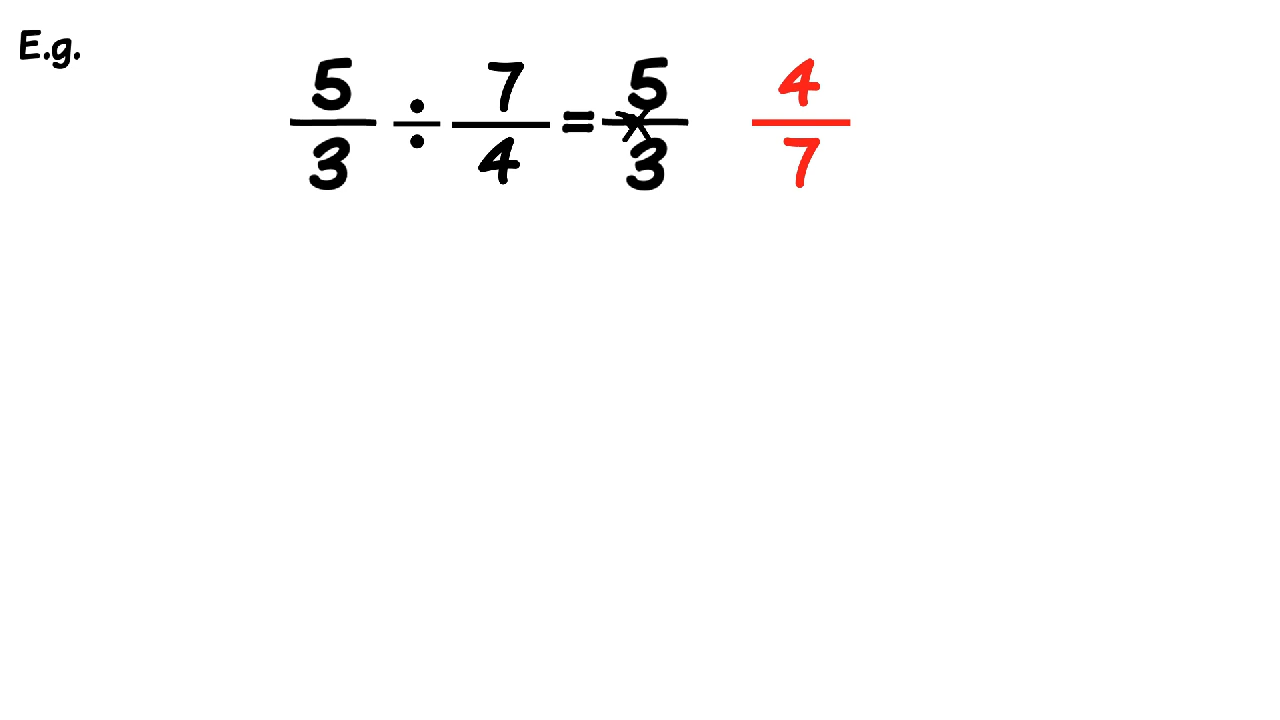 E.g.
5/3 ÷ 7/4 = 5/3 × 4/7